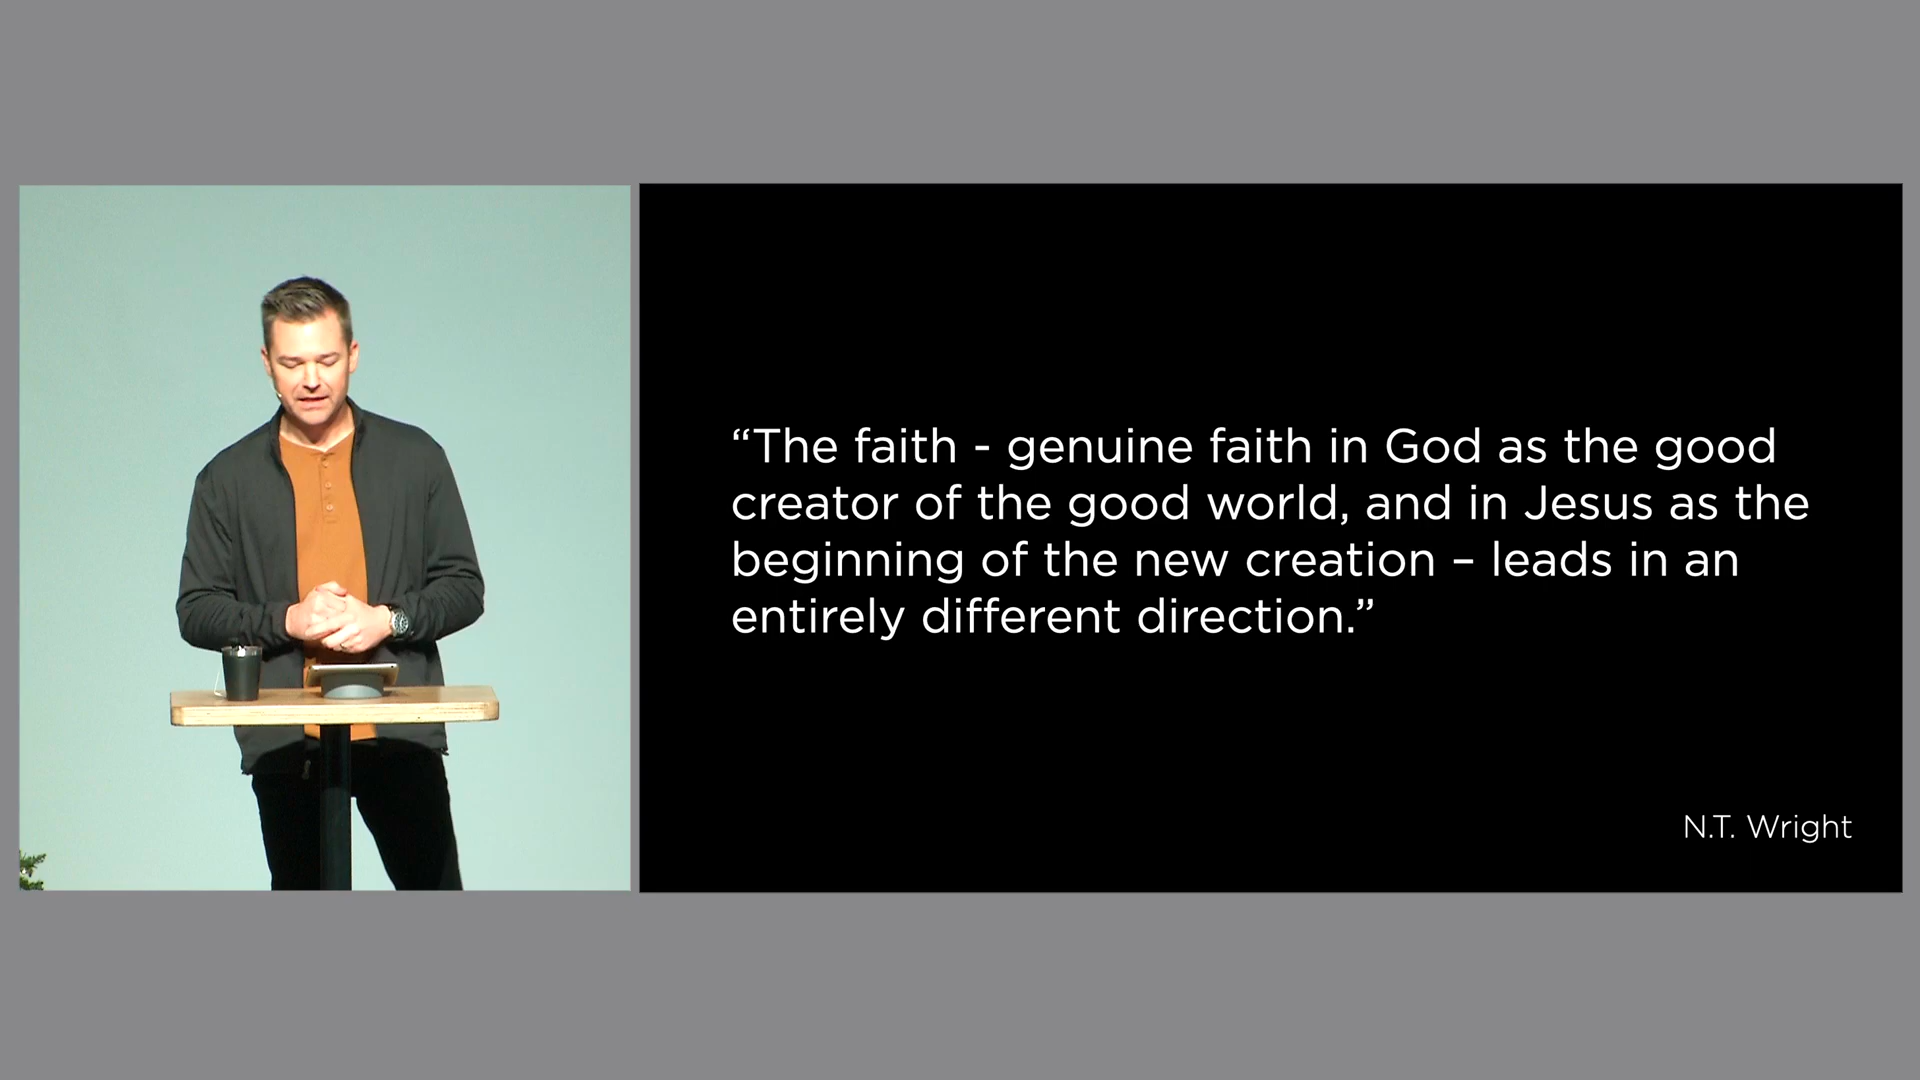 “The faith - genuine faith in God as the good
creator of the good world, and in Jesus as the
beginning of the new creation – leads in an
entirely different direction.”
N.T. Wright